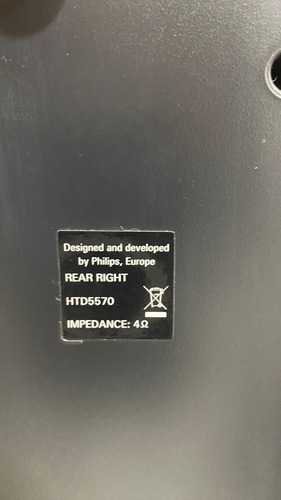 Designed and developed
by Philips, Europe
REAR RIGHT
HTD5570
IMPEDANCE: 4Ω